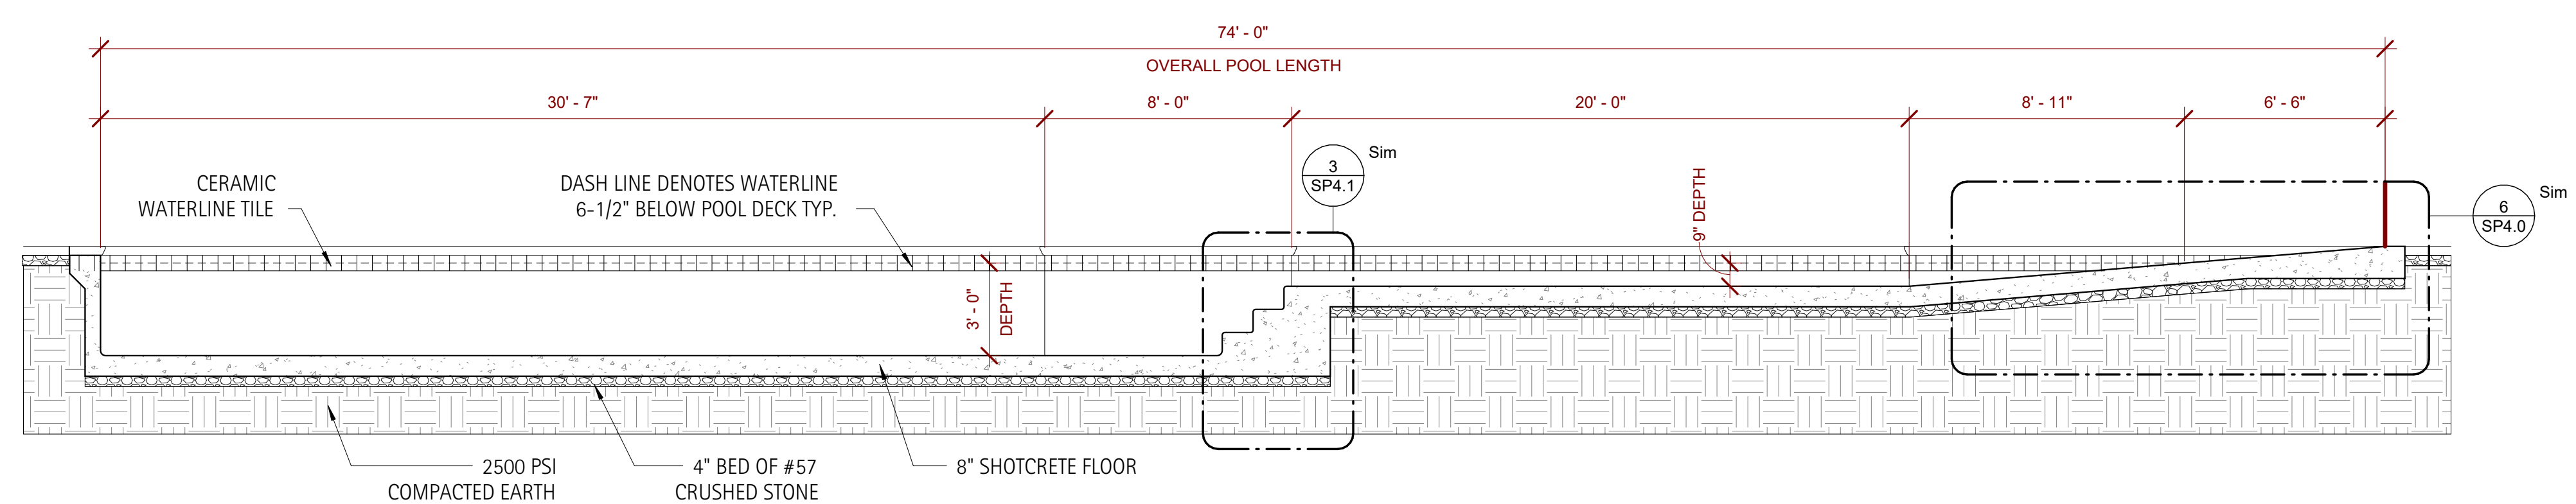 74' - 0"
OVERALL POOL LENGTH
30' - 7"
8' - 0"
20' - 0"
8' - 11"
6' - 6"
3
SP4.1
Sim
6
SP4.0
Sim
CERAMIC
WATERLINE TILE
DASH LINE DENOTES WATERLINE
6-1/2" BELOW POOL DECK TYP.
9" DEPTH
3' - 0"
DEPTH
2500 PSI
COMPACTED EARTH
4" BED OF #57
CRUSHED STONE
8" SHOTCRETE FLOOR